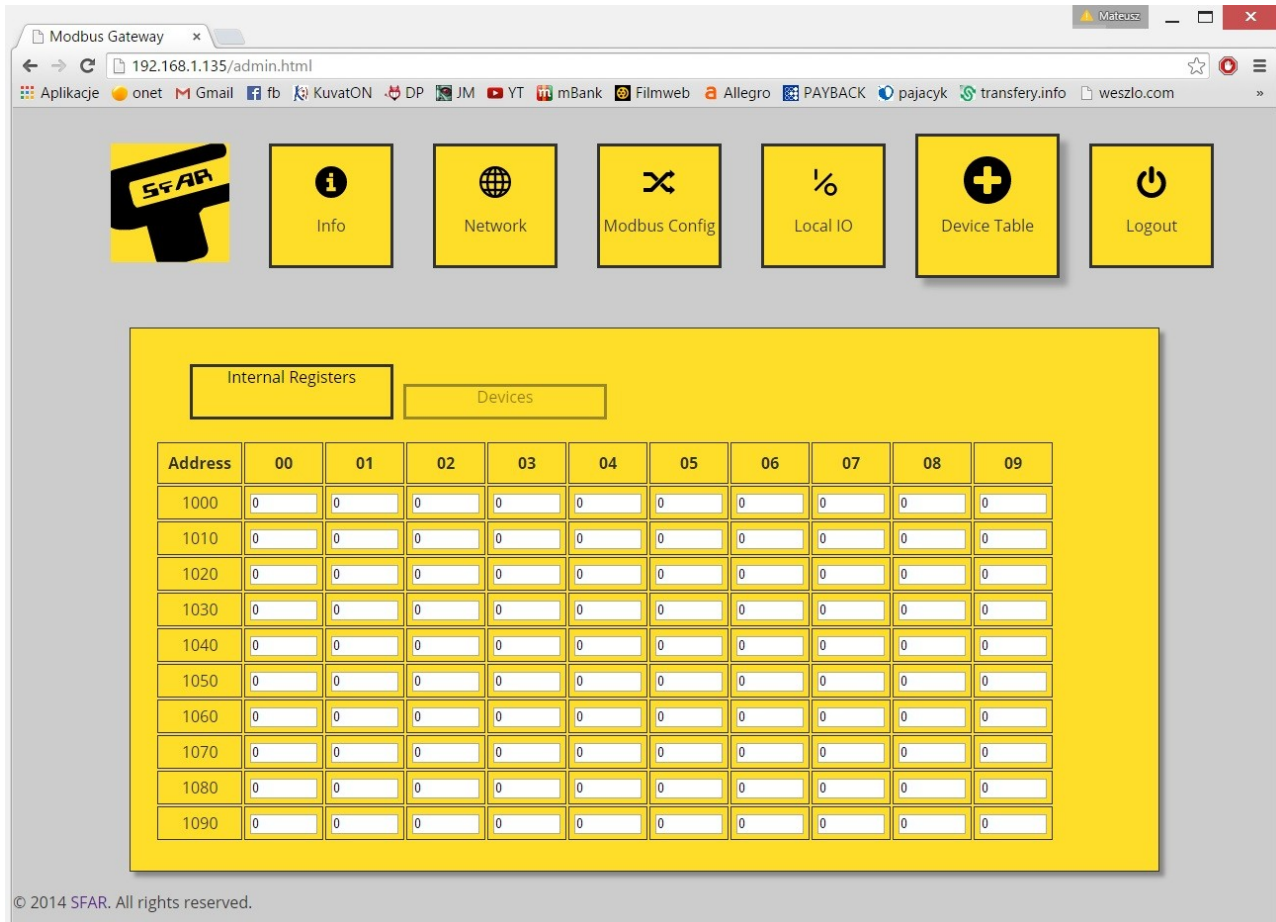 Mateusz
Modbus Gateway
192.168.1.135/admin.html
Aplikacje onet Gmail fb KuvatON DP JM YT mBank Filmweb Allegro PAYBACK pajacyk transfery.info weszlo.com »
SFAR Info Network Modbus Config Local IO Device Table Logout
Internal Registers
Devices
Address 00 01 02 03 04 05 06 07 08 09
1000 0 0 0 0 0 0 0 0 0 0
1010 0 0 0 0 0 0 0 0 0 0
1020 0 0 0 0 0 0 0 0 0 0
1030 0 0 0 0 0 0 0 0 0 0
1040 0 0 0 0 0 0 0 0 0 0
1050 0 0 0 0 0 0 0 0 0 0
1060 0 0 0 0 0 0 0 0 0 0
1070 0 0 0 0 0 0 0 0 0 0
1080 0 0 0 0 0 0 0 0 0 0
1090 0 0 0 0 0 0 0 0 0 0
© 2014 SFAR. All rights reserved.